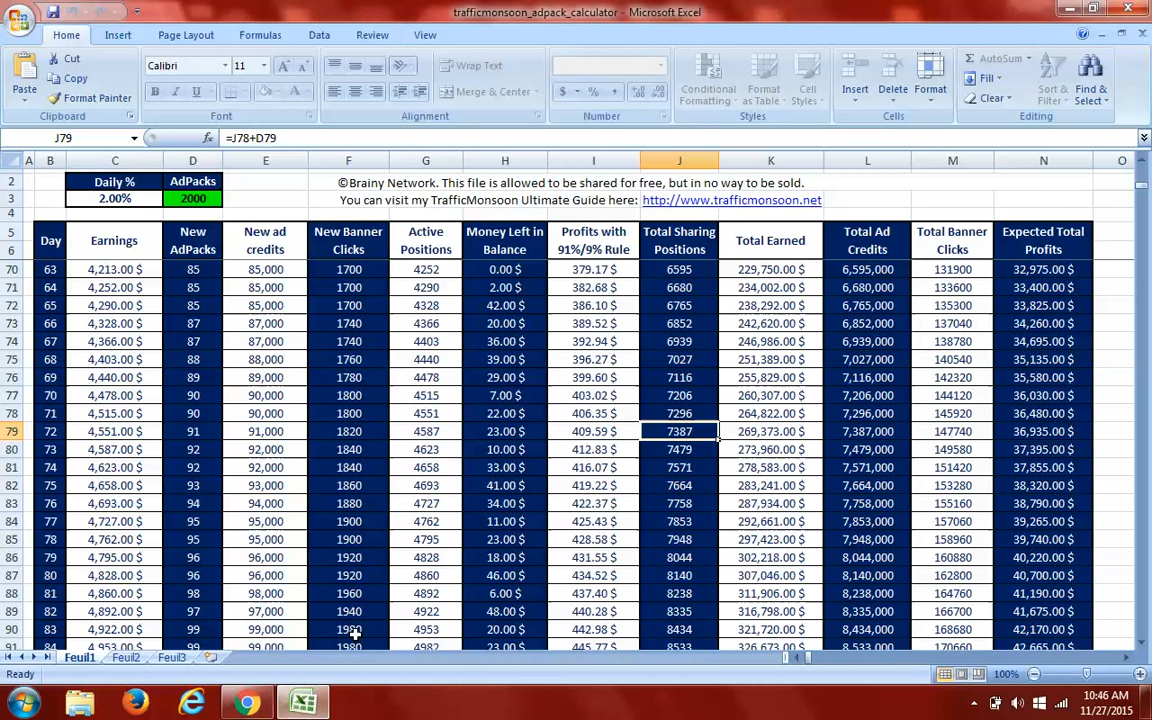 trafficmonsoon_adpack_calculator - Microsoft Excel
Home Insert Page Layout Formulas Data Review View
Paste
Cut
Copy
Format Painter
Calibri 11
B I U
Wrap Text
Merge & Center
$ % ,
Conditional Formatting
Format as Table
Cell Styles
Insert Delete Format
AutoSum
Fill
Clear
Sort & Filter
Find & Select
Clipboard Font Alignment Number Styles Cells Editing
J79 fx =J78+D79
A B C D E F G H I J K L M N O
2 Daily % AdPacks ©Brainy Network. This file is allowed to be shared for free, but in no way to be sold.
3 2.00% 2000 You can visit my TrafficMonsoon Ultimate Guide here: http://www.trafficmonsoon.net
4
5 6 Day Earnings New AdPacks New ad credits New Banner Clicks Active Positions Money Left in Balance Profits with 91%/9% Rule Total Sharing Positions Total Earned Total Ad Credits Total Banner Clicks Expected Total Profits
70 63 4,213.00 $ 85 85,000 1700 4252 0.00 $ 379.17 $ 6595 229,750.00 $ 6,595,000 131900 32,975.00 $
71 64 4,252.00 $ 85 85,000 1700 4290 2.00 $ 382.68 $ 6680 234,002.00 $ 6,680,000 133600 33,400.00 $
72 65 4,290.00 $ 85 85,000 1700 4328 42.00 $ 386.10 $ 6765 238,292.00 $ 6,765,000 135300 33,825.00 $
73 66 4,328.00 $ 87 87,000 1740 4366 20.00 $ 389.52 $ 6852 242,620.00 $ 6,852,000 137040 34,260.00 $
74 67 4,366.00 $ 87 87,000 1740 4403 36.00 $ 392.94 $ 6939 246,986.00 $ 6,939,000 138780 34,695.00 $
75 68 4,403.00 $ 88 88,000 1760 4440 39.00 $ 396.27 $ 7027 251,389.00 $ 7,027,000 140540 35,135.00 $
76 69 4,440.00 $ 89 89,000 1780 4478 29.00 $ 399.60 $ 7116 255,829.00 $ 7,116,000 142320 35,580.00 $
77 70 4,478.00 $ 90 90,000 1800 4515 7.00 $ 403.02 $ 7206 260,307.00 $ 7,206,000 144120 36,030.00 $
78 71 4,515.00 $ 90 90,000 1800 4551 22.00 $ 406.35 $ 7296 264,822.00 $ 7,296,000 145920 36,480.00 $
79 72 4,551.00 $ 91 91,000 1820 4587 23.00 $ 409.59 $ 7387 269,373.00 $ 7,387,000 147740 36,935.00 $
80 73 4,587.00 $ 92 92,000 1840 4623 10.00 $ 412.83 $ 7479 273,960.00 $ 7,479,000 149580 37,395.00 $
81 74 4,623.00 $ 92 92,000 1840 4658 33.00 $ 416.07 $ 7571 278,583.00 $ 7,571,000 151420 37,855.00 $
82 75 4,658.00 $ 93 93,000 1860 4693 41.00 $ 419.22 $ 7664 283,241.00 $ 7,664,000 153280 38,320.00 $
83 76 4,693.00 $ 94 94,000 1880 4727 34.00 $ 422.37 $ 7758 287,934.00 $ 7,758,000 155160 38,790.00 $
84 77 4,727.00 $ 95 95,000 1900 4762 11.00 $ 425.43 $ 7853 292,661.00 $ 7,853,000 157060 39,265.00 $
85 78 4,762.00 $ 95 95,000 1900 4795 23.00 $ 428.58 $ 7948 297,423.00 $ 7,948,000 158960 39,740.00 $
86 79 4,795.00 $ 96 96,000 1920 4828 18.00 $ 431.55 $ 8044 302,218.00 $ 8,044,000 160880 40,220.00 $
87 80 4,828.00 $ 96 96,000 1920 4860 46.00 $ 434.52 $ 8140 307,046.00 $ 8,140,000 162800 40,700.00 $
88 81 4,860.00 $ 98 98,000 1960 4892 6.00 $ 437.40 $ 8238 311,906.00 $ 8,238,000 164760 41,190.00 $
89 82 4,892.00 $ 97 97,000 1940 4922 48.00 $ 440.28 $ 8335 316,798.00 $ 8,335,000 166700 41,675.00 $
90 83 4,922.00 $ 99 99,000 4953 20.00 $ 442.98 $ 8434 321,720.00 $ 8,434,000 168680 42,170.00 $
91 84 4,953.00 $ 99 99,000 1980 4982 23.00 $ 445.77 $ 8533 326,673.00 $ 8,533,000 170660 42,665.00 $
Feuil1 Feuil2 Feuil3
Ready 100%
10:46 AM
11/27/2015